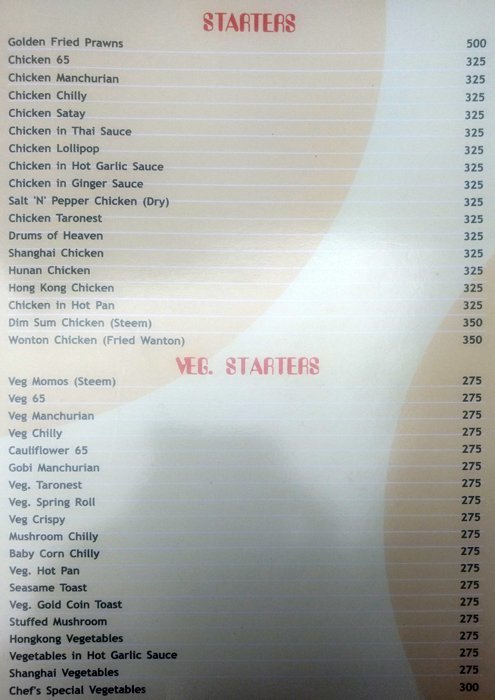 STARTERS
Golden Fried Prawns 500
Chicken 65 325
Chicken Manchurian 325
Chicken Chilly 325
Chicken Satay 325
Chicken in Thai Sauce 325
Chicken Lollipop 325
Chicken in Hot Garlic Sauce 325
Chicken in Ginger Sauce 325
Salt 'N' Pepper Chicken (Dry) 325
Chicken Taronest 325
Drums of Heaven 325
Shanghai Chicken 325
Hunan Chicken 325
Hong Kong Chicken 325
Chicken in Hot Pan 325
Dim Sum Chicken (Steem) 350
Wonton Chicken (Fried Wanton) 350
VEG. STARTERS
Veg Momos (Steem) 275
Veg 65 275
Veg Manchurian 275
Veg Chilly 275
Cauliflower 65 275
Gobi Manchurian 275
Veg. Taronest 275
Veg. Spring Roll 275
Veg Crispy 275
Mushroom Chilly 275
Baby Corn Chilly 275
Veg. Hot Pan 275
Seasame Toast 275
Veg. Gold Coin Toast 275
Stuffed Mushroom 275
Hongkong Vegetables 275
Vegetables in Hot Garlic Sauce 275
Shanghai Vegetables 275
Chef's Special Vegetables 300